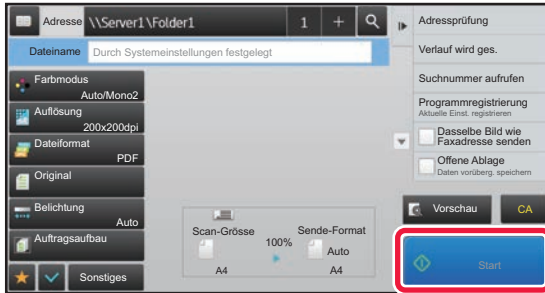 Adresse \\Server1\Folder1 1 +
Dateiname Durch Systemeinstellungen festgelegt
Farbmodus
Auto/Mono2
Auflösung
200x200dpi
Dateiformat
PDF
Original
Belichtung
Auto
Auftragsaufbau
Sonstiges
Scan-Grösse
A4
100%
Sende-Format
Auto
A4
Adressprüfung
Verlauf wird ges.
Suchnummer aufrufen
Programmregistrierung
Aktuelle Einst. registrieren
Dasselbe Bild wie
Faxadresse senden
Offene Ablage
Daten vorüberg. speichern
Vorschau
CA
Start